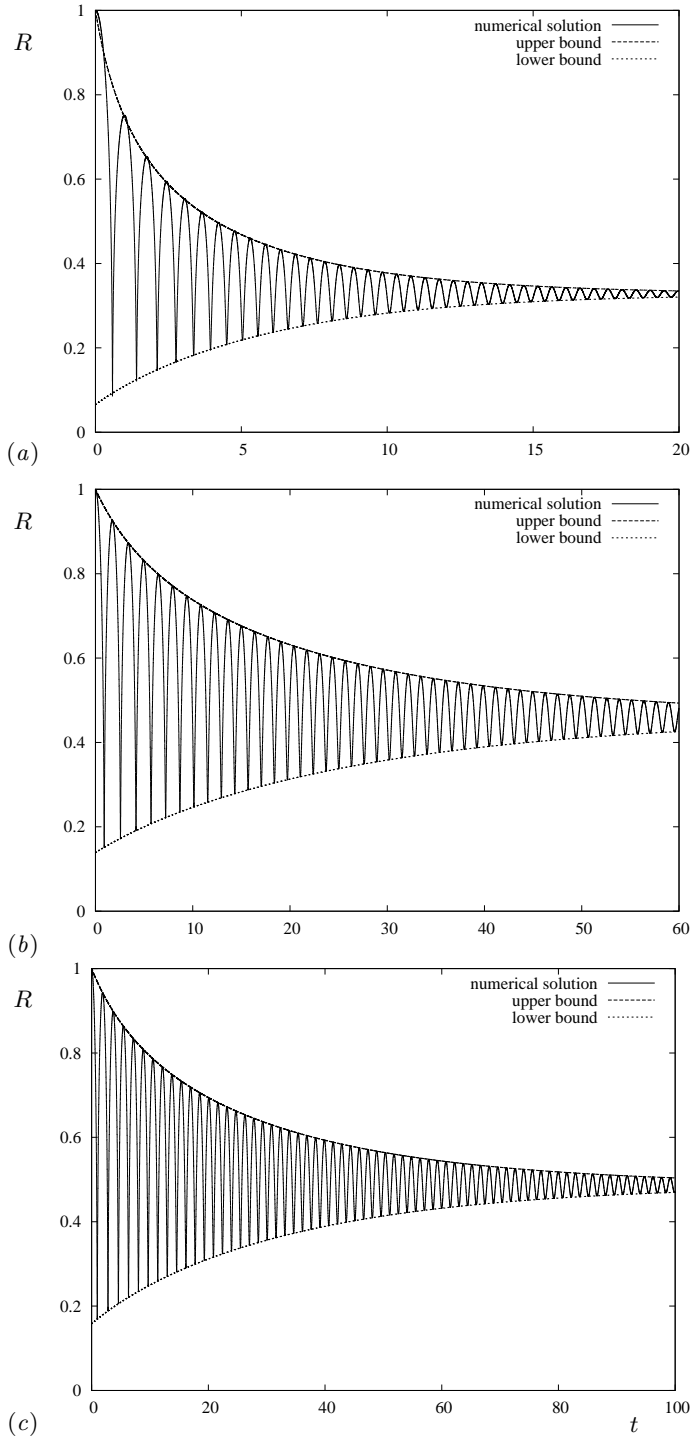 1
R
numerical solution
upper bound
lower bound
0.8
0.6
0.4
0.2
0
0 5 10 15 20
(a)
1
R
numerical solution
upper bound
lower bound
0.8
0.6
0.4
0.2
0
0 10 20 30 40 50 60
(b)
1
R
numerical solution
upper bound
lower bound
0.8
0.6
0.4
0.2
0
0 20 40 60 80 100
(c) t